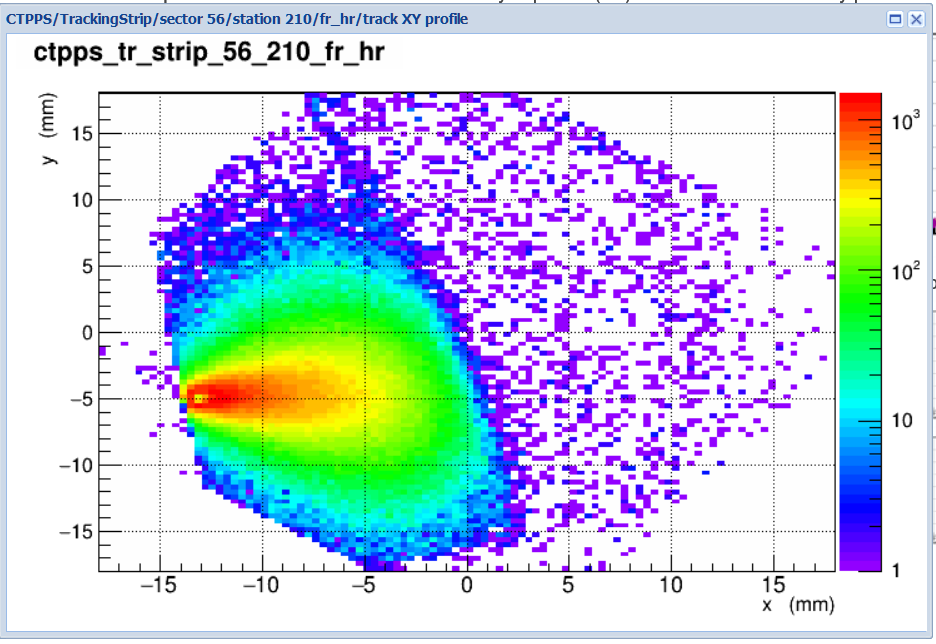 CTPPS/TrackingStrip/sector 56/station 210/fr_hr/track XY profile
ctpps_tr_strip_56_210_fr_hr
y (mm)
15
10
5
0
−5
−10
−15
−15 −10 −5 0 5 10 15
x (mm)
10³
10²
10
1